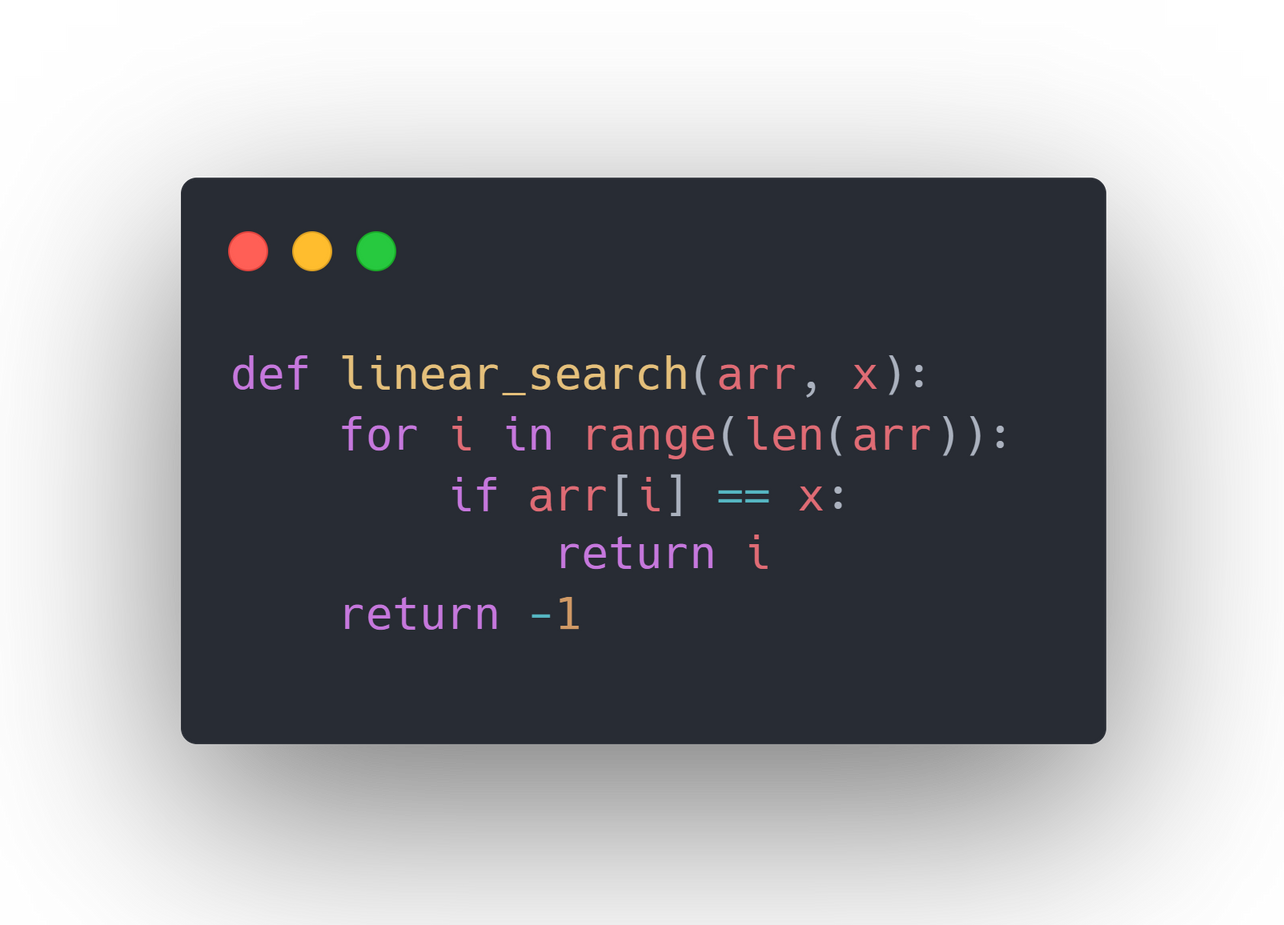 def linear_search(arr, x):
    for i in range(len(arr)):
        if arr[i] == x:
            return i
    return -1